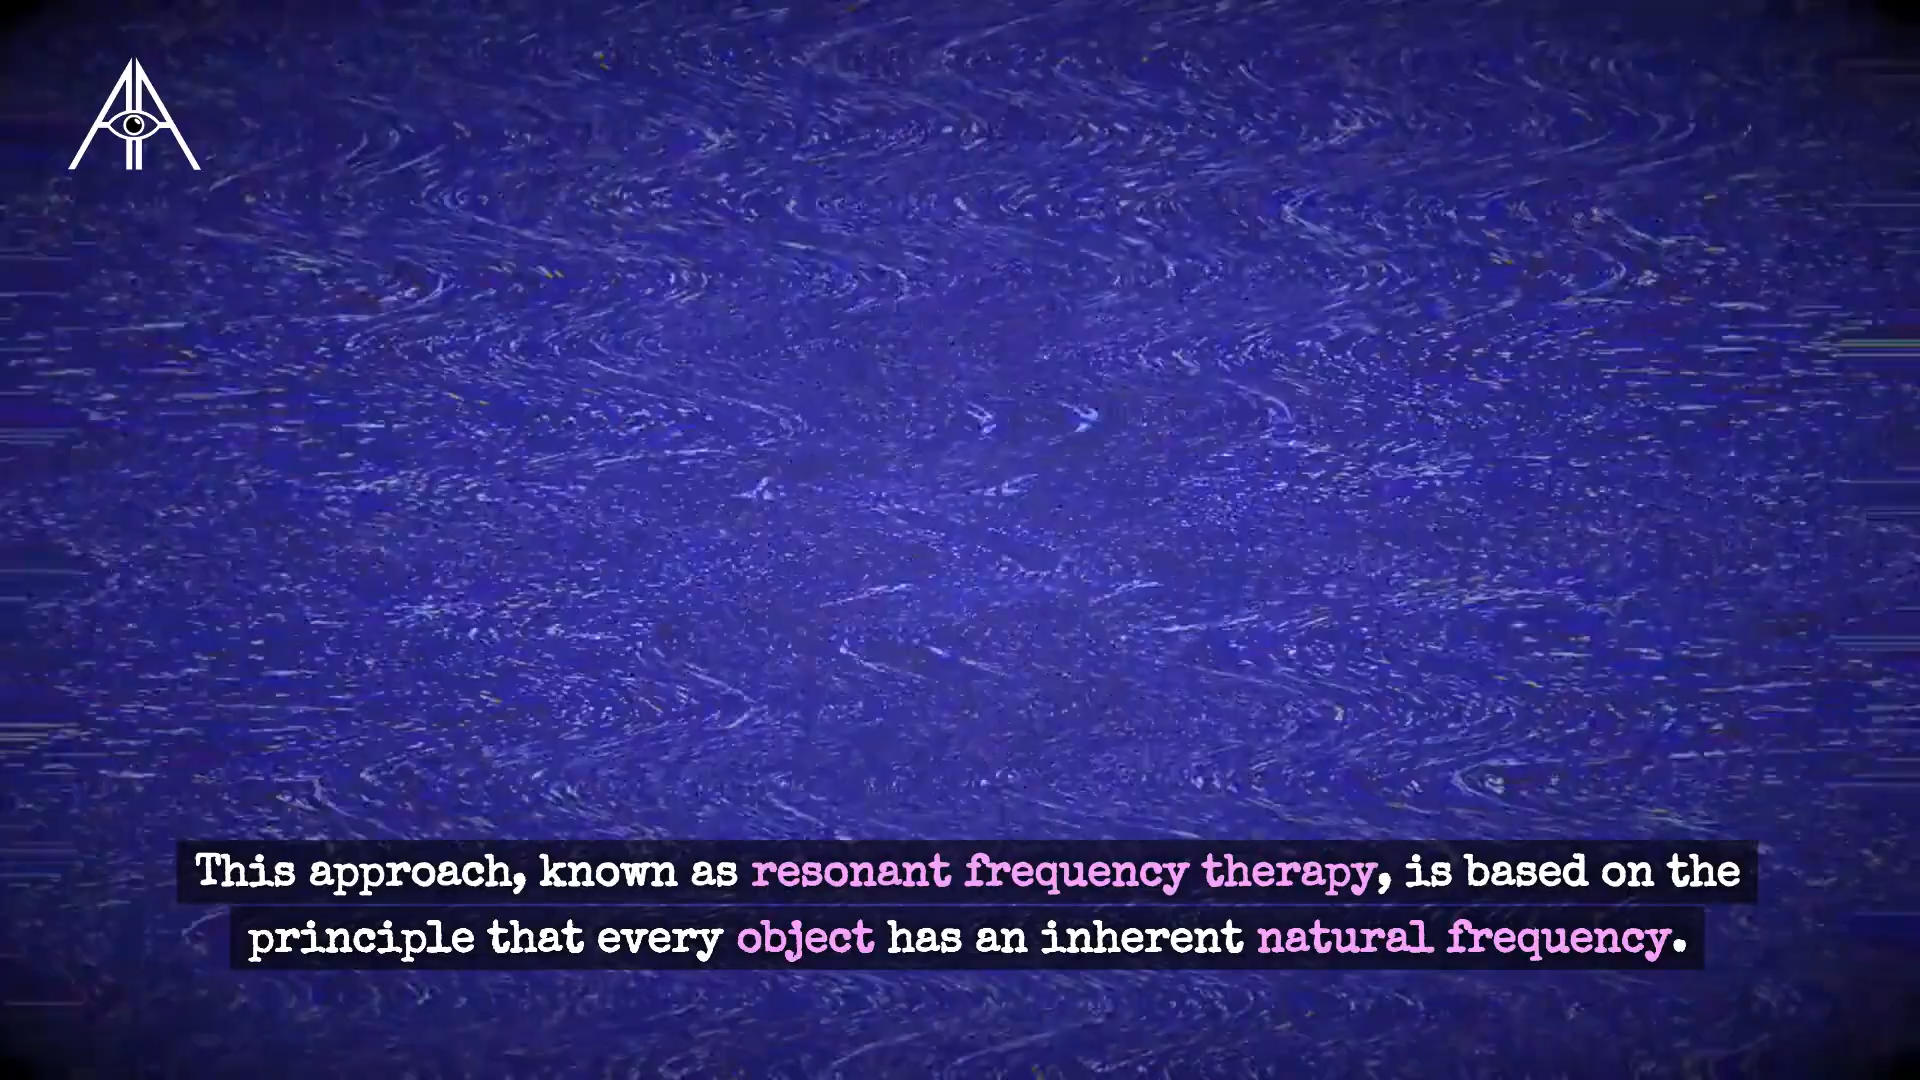 This approach, known as resonant frequency therapy, is based on the
principle that every object has an inherent natural frequency.